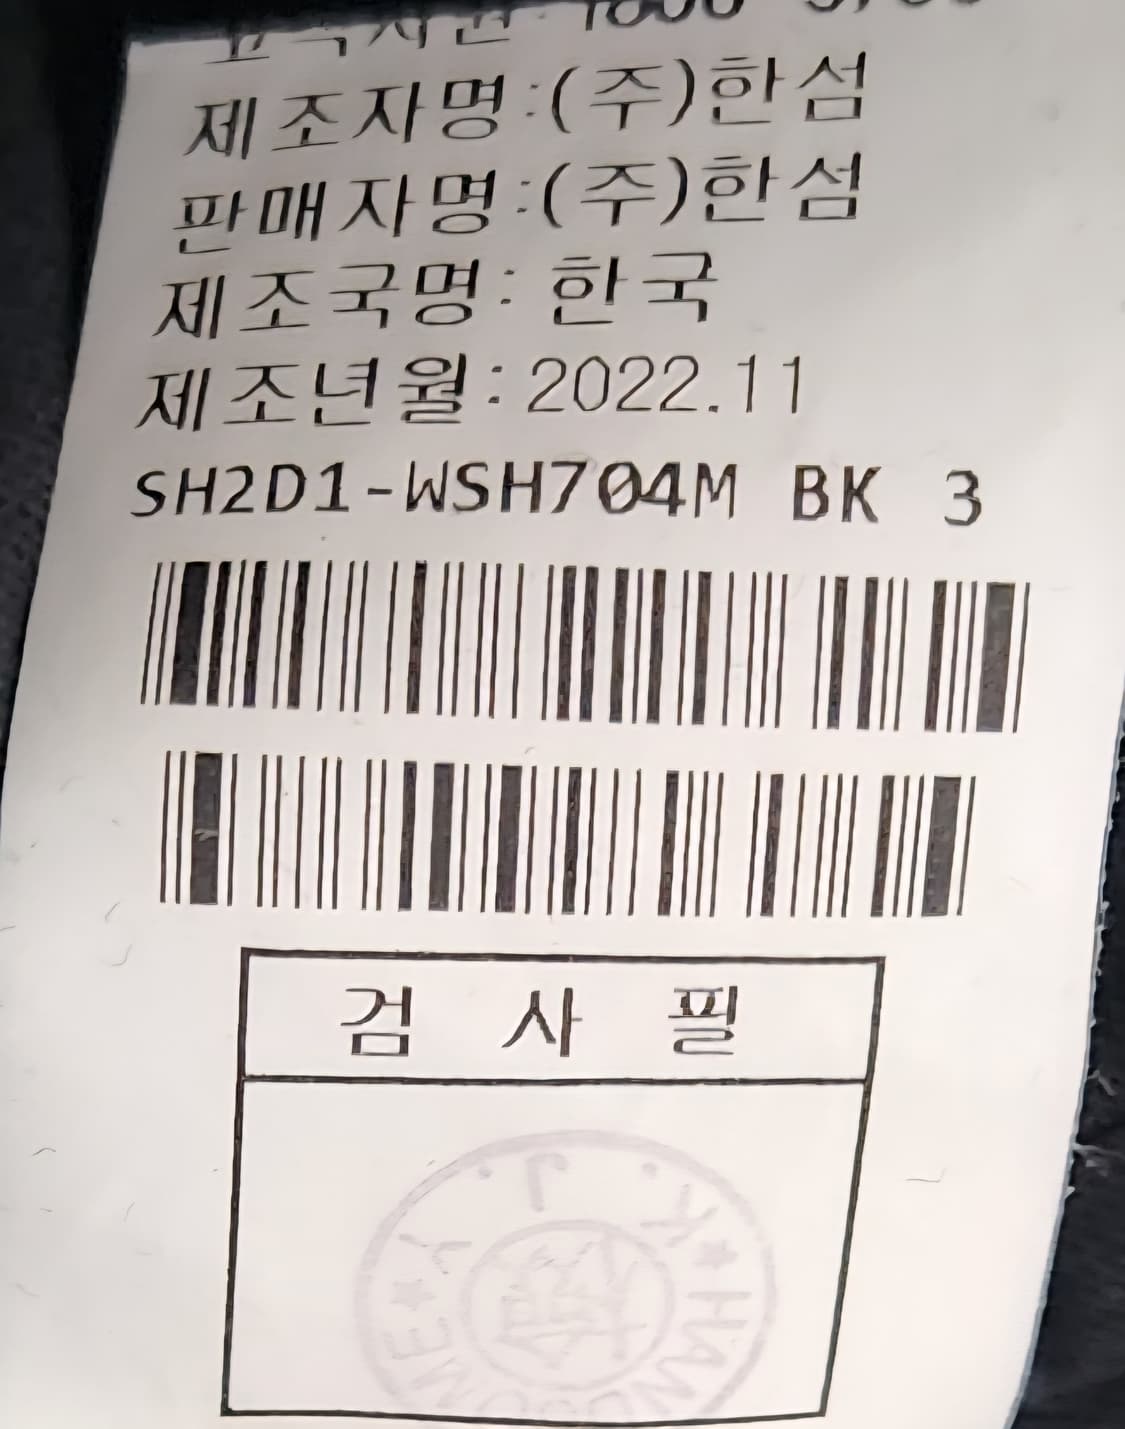 제조자명:(주)한섬
판매자명:(주)한섬
제조국명: 한국
제조년월: 2022.11
SH2D1-WSH704M BK 3
검 사 필